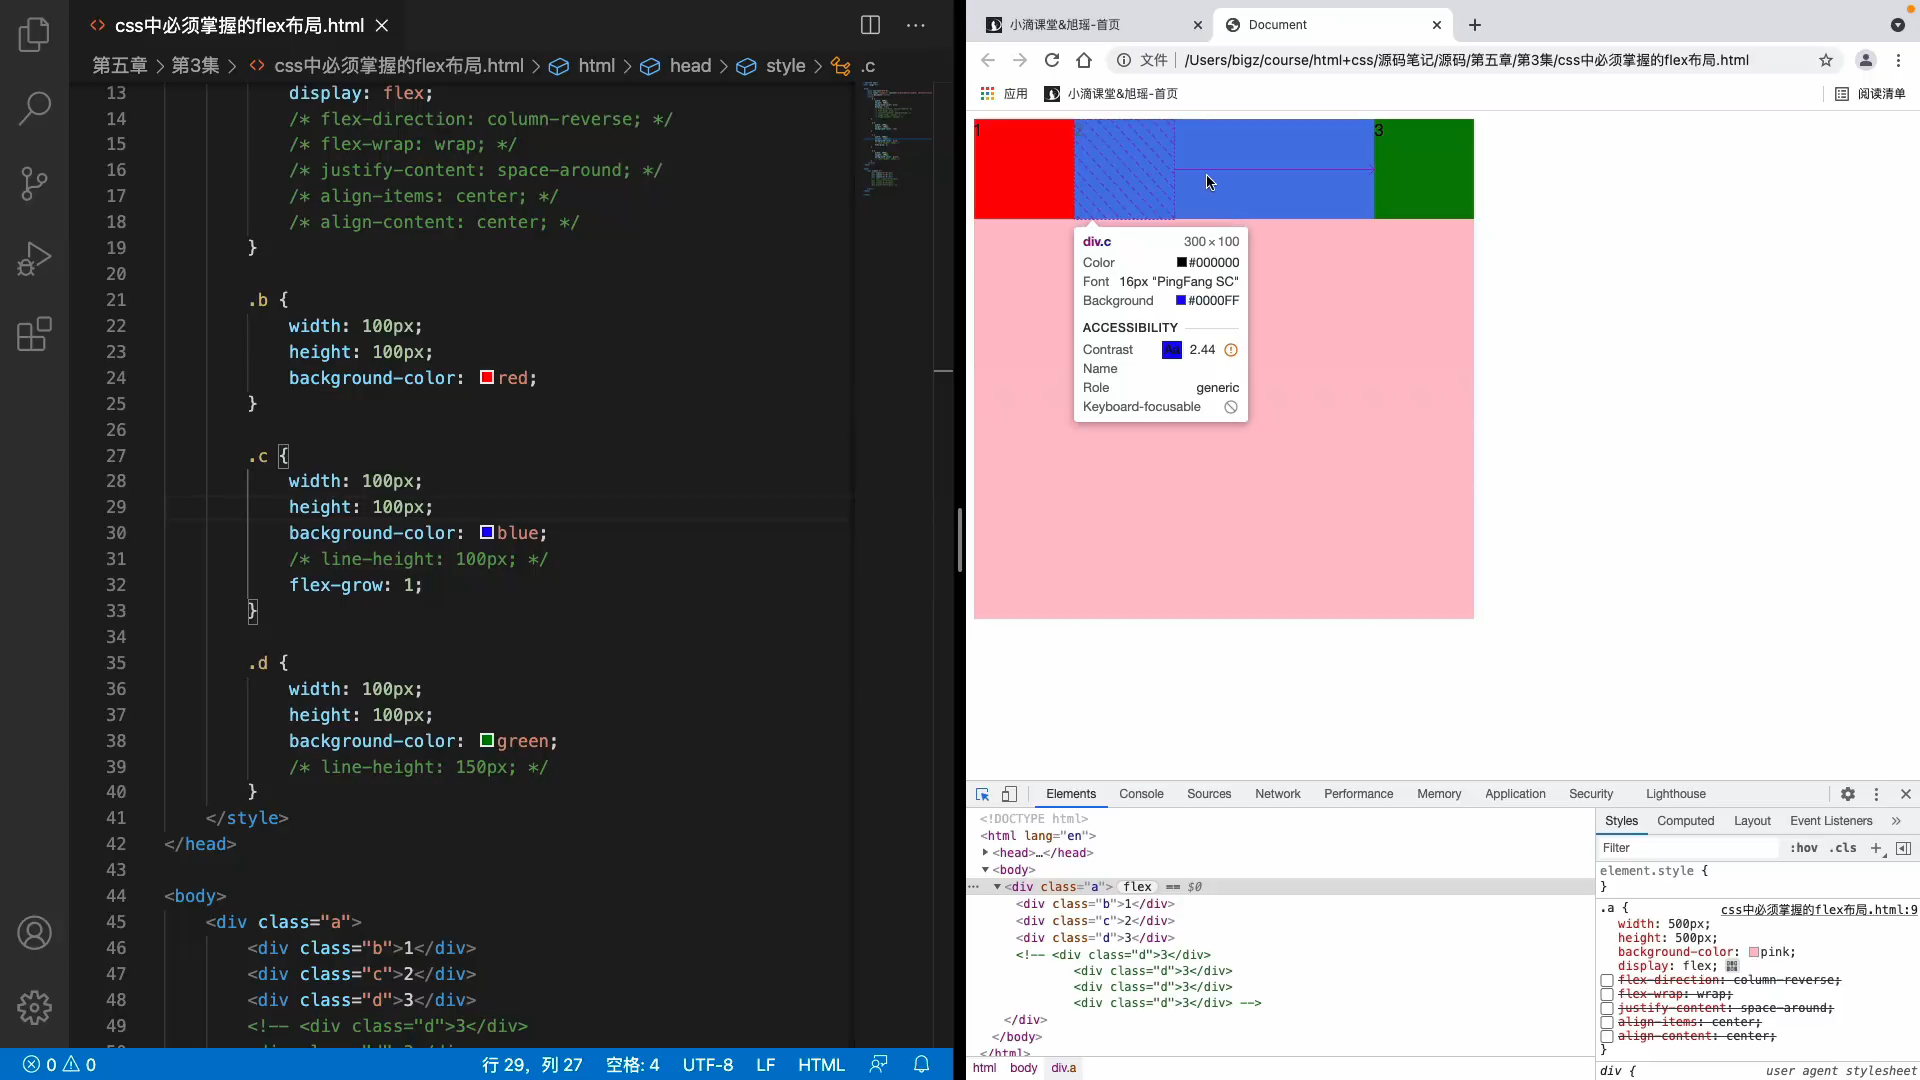 css中必须掌握的flex布局.html
第五章 > 第3集 > css中必须掌握的flex布局.html > html > head > style > .c
13 display: flex;
14 /* flex-direction: column-reverse; */
15 /* flex-wrap: wrap; */
16 /* justify-content: space-around; */
17 /* align-items: center; */
18 /* align-content: center; */
19 }
20
21 .b {
22 width: 100px;
23 height: 100px;
24 background-color: red;
25 }
26
27 .c {
28 width: 100px;
29 height: 100px;
30 background-color: blue;
31 /* line-height: 100px; */
32 flex-grow: 1;
33 }
34
35 .d {
36 width: 100px;
37 height: 100px;
38 background-color: green;
39 /* line-height: 150px; */
40 }
41 </style>
42 </head>
43
44 <body>
45 <div class="a">
46 <div class="b">1</div>
47 <div class="c">2</div>
48 <div class="d">3</div>
49 <!-- <div class="d">3</div>
0 0 行 29，列 27 空格: 4 UTF-8 LF HTML
小滴课堂&旭瑶-首页 Document
文件 /Users/bigz/course/html+css/源码笔记/源码/第五章/第3集/css中必须掌握的flex布局.html
应用 小滴课堂&旭瑶-首页 阅读清单
1 2 3
div.c 300 × 100
Color #000000
Font 16px "PingFang SC"
Background #0000FF
ACCESSIBILITY
Contrast Aa 2.44
Name
Role generic
Keyboard-focusable
Elements Console Sources Network Performance Memory Application Security Lighthouse
<!DOCTYPE html>
<html lang="en">
<head>…</head>
<body>
<div class="a"> flex == $0
<div class="b">1</div>
<div class="c">2</div>
<div class="d">3</div>
<!-- <div class="d">3</div>
<div class="d">3</div>
<div class="d">3</div>
<div class="d">3</div> -->
</div>
</body>
</html>
html body div.a
Styles Computed Layout Event Listeners »
Filter :hov .cls +
element.style {
}
.a { css中必须掌握的flex布局.html:9
width: 500px;
height: 500px;
background-color: pink;
display: flex;
flex-direction: column-reverse;
flex-wrap: wrap;
justify-content: space-around;
align-items: center;
align-content: center;
}
div { user agent stylesheet